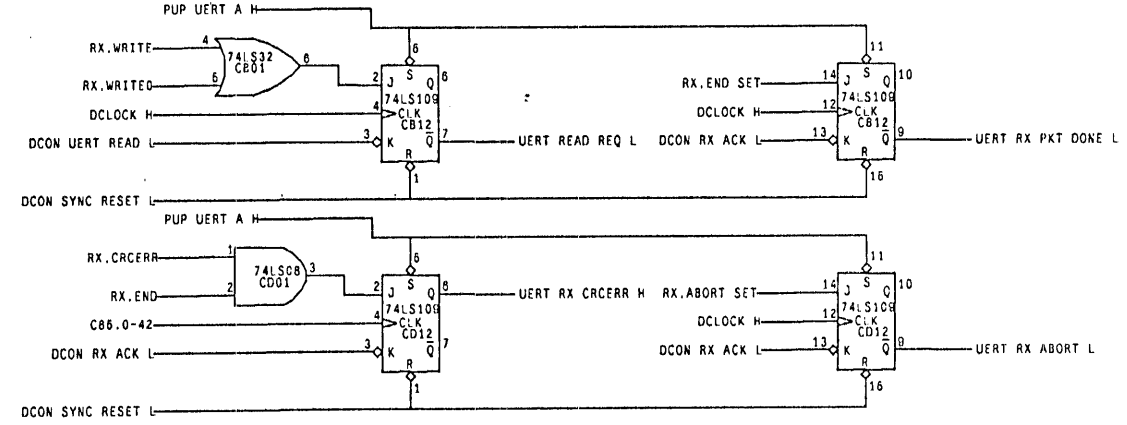 PUP UERT A H
RX.WRITE 4
5
RX.WRITE0
74LS32
CB01
6
6
S
2 J Q 6
74LS109
DCLOCK H 4 CLK
CB12
DCON UERT READ L 3 K Q 7 UERT READ REQ L
R
1
11
S
RX.END SET 14 J Q 10
74LS109
DCLOCK H 12 CLK
CB12
DCON RX ACK L 13 K Q 9 UERT RX PKT DONE L
R
16
DCON SYNC RESET L
PUP UERT A H
RX.CRCERR 1
RX.END 2
74LS08
CD01
3
S
2 J Q 6 UERT RX CRCERR H
74LS109
C86.0-42 4 CLK
CD12
DCON RX ACK L 3 K Q 7
R
1
11
S
RX.ABORT SET 14 J Q 10
74LS109
DCLOCK H 12 CLK
CD12
DCON RX ACK L 13 K Q 9 UERT RX ABORT L
R
16
DCON SYNC RESET L